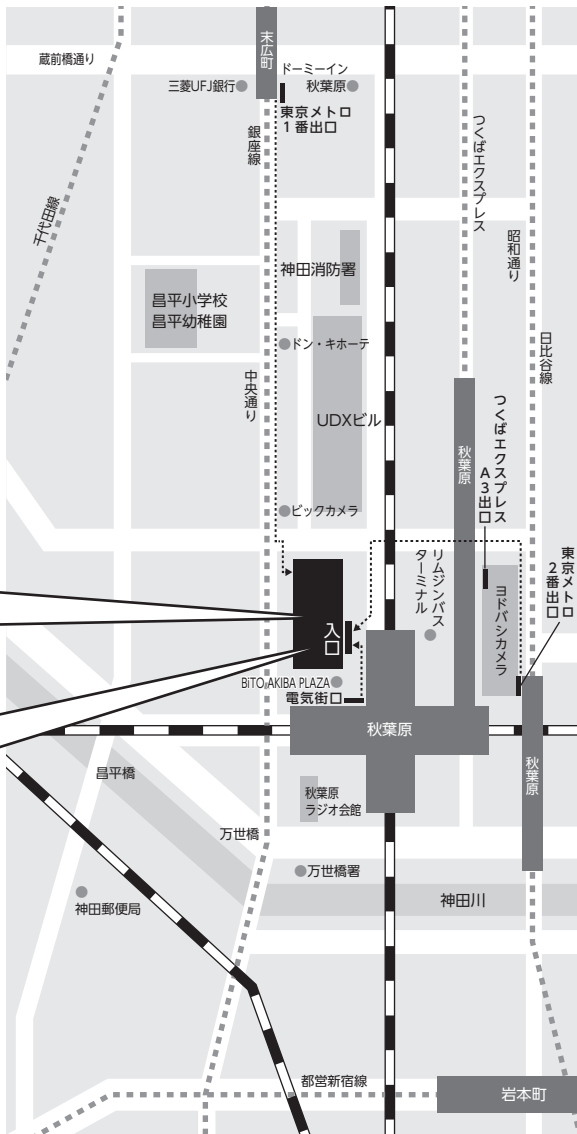 蔵前橋通り
末広町
三菱UFJ銀行
ドーミーイン
秋葉原
東京メトロ
1番出口
銀座線
千代田線
つくばエクスプレス
昭和通り
神田消防署
昌平小学校
昌平幼稚園
ドン・キホーテ
日比谷線
中央通り
UDXビル
秋葉原
つくばエクスプレス
A3出口
ビックカメラ
リムジンバス
ターミナル
東京メトロ
2番出口
ヨドバシカメラ
入口
BiTO AKIBA PLAZA
電気街口
秋葉原
秋葉原
昌平橋
秋葉原
ラジオ会館
万世橋
万世橋署
神田川
神田郵便局
都営新宿線
岩本町